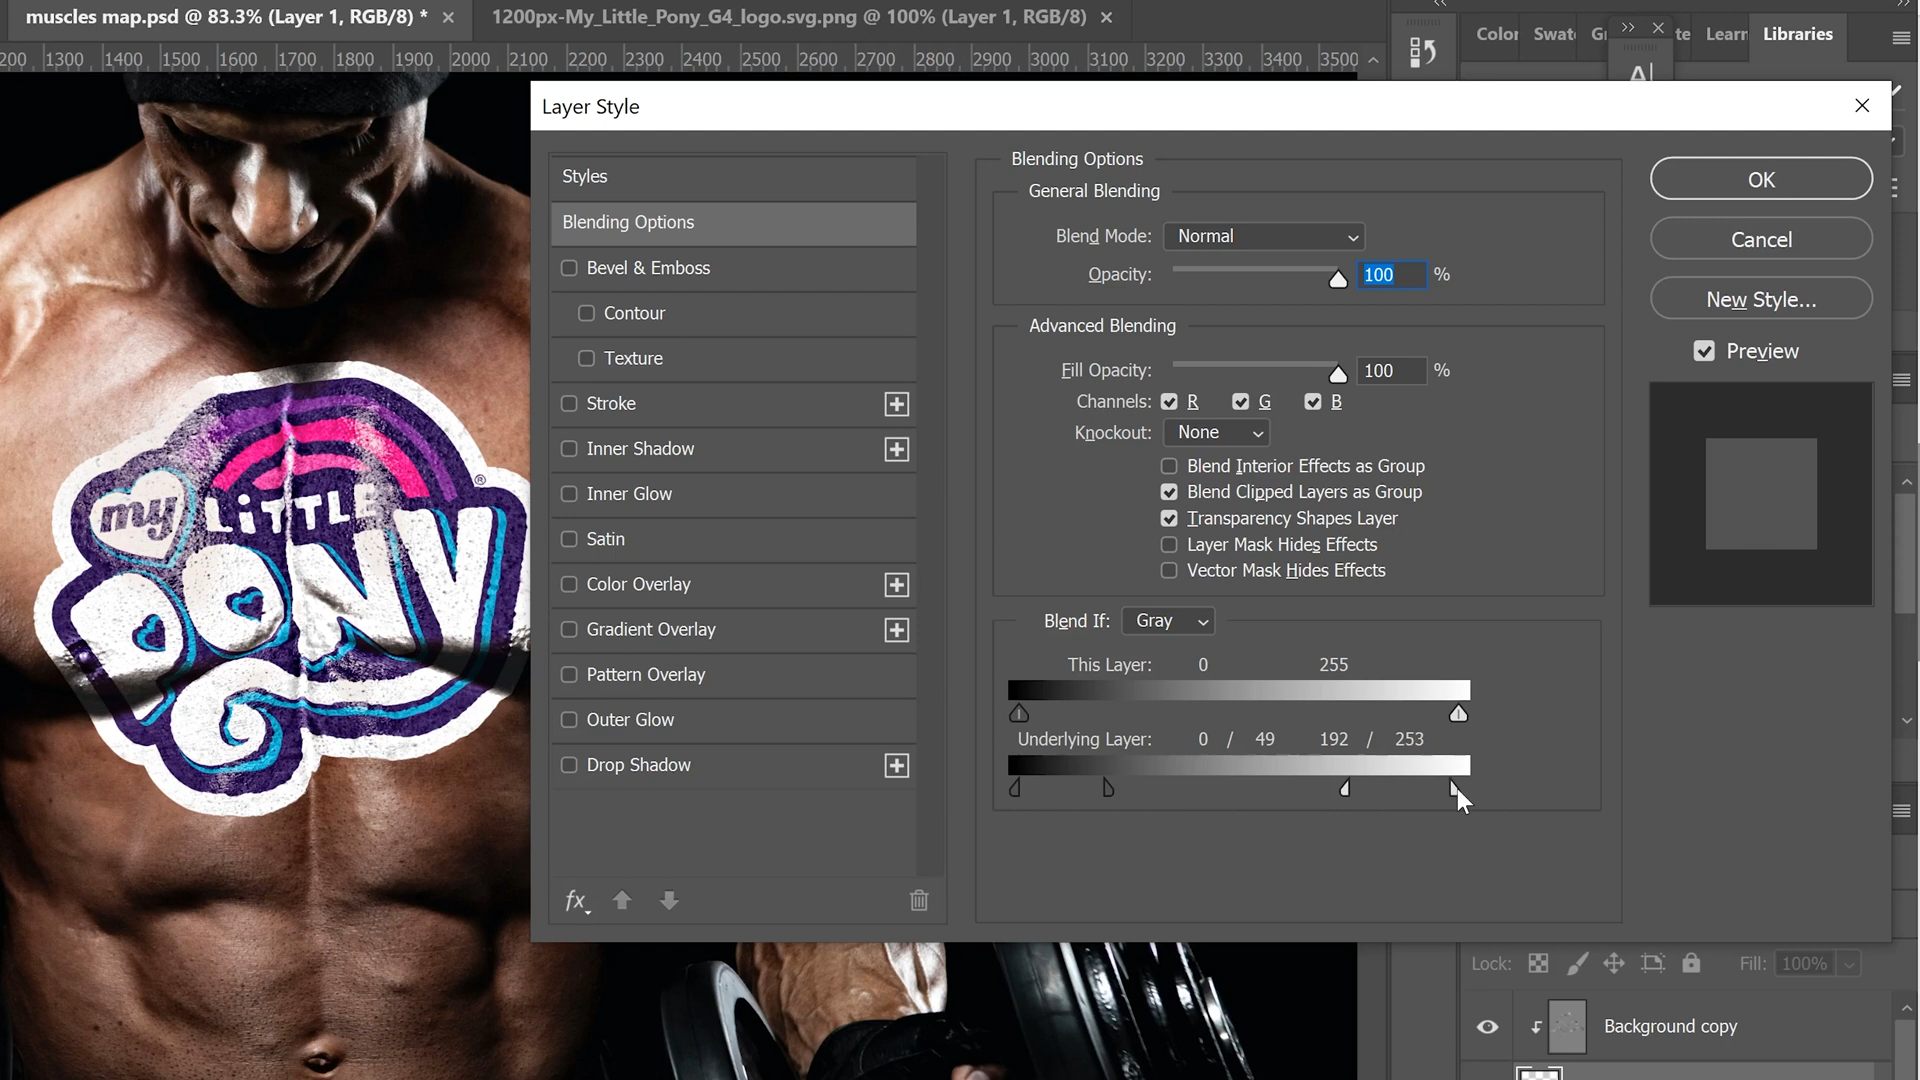 muscles map.psd @ 83.3% (Layer 1, RGB/8) *
1200px-My_Little_Pony_G4_logo.svg.png @ 100% (Layer 1, RGB/8)
Color
Swat
Learn
Libraries
200 1300 1400 1500 1600 1700 1800 1900 2000 2100 2200 2300 2400 2500 2600 2700 2800 2900 3000 3100 3200 3300 3400 3500
A
Layer Style
my LiTTLE PONY ®
Styles
Blending Options
Bevel & Emboss
Contour
Texture
Stroke
Inner Shadow
Inner Glow
Satin
Color Overlay
Gradient Overlay
Pattern Overlay
Outer Glow
Drop Shadow
fx
Blending Options
General Blending
Blend Mode: Normal
Opacity: 100 %
Advanced Blending
Fill Opacity: 100 %
Channels: R G B
Knockout: None
Blend Interior Effects as Group
Blend Clipped Layers as Group
Transparency Shapes Layer
Layer Mask Hides Effects
Vector Mask Hides Effects
Blend If: Gray
This Layer: 0 255
Underlying Layer: 0 / 49 192 / 253
OK
Cancel
New Style...
Preview
Lock:
Fill: 100%
Background copy